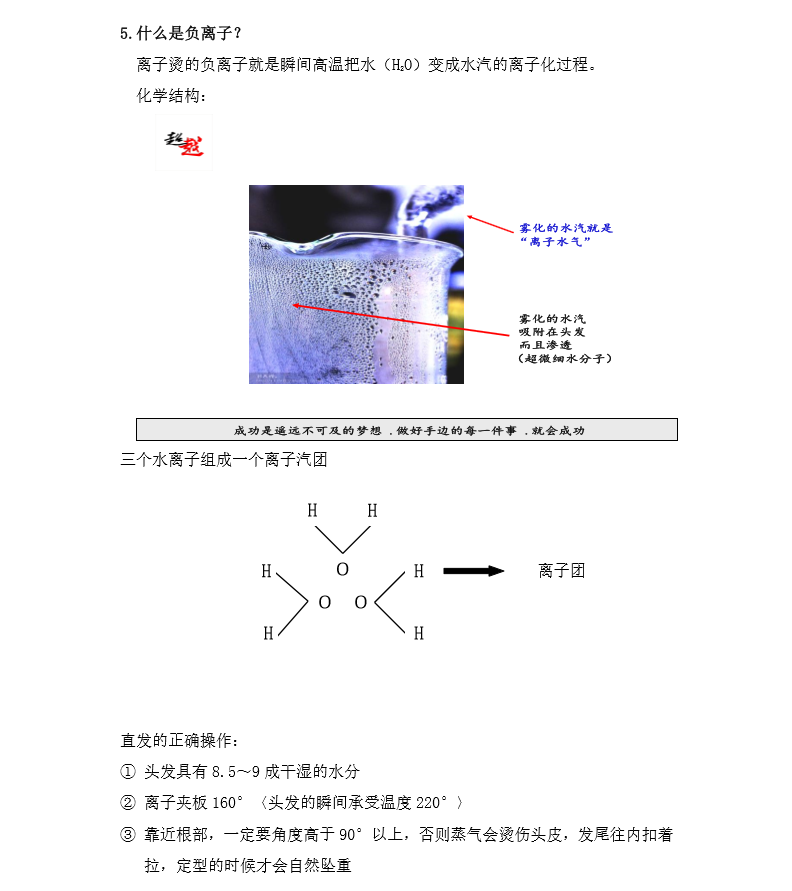 5.什么是负离子？
离子烫的负离子就是瞬间高温把水（H₂O）变成水汽的离子化过程。
化学结构：
超越
雾化的水汽就是
“离子水气”
雾化的水汽
吸附在头发
而且渗透
（超微细水分子）
成功是遥远不可及的梦想 .做好手边的每一件事 .就会成功
三个水离子组成一个离子汽团
H H
O
H H
O O
H H
离子团
直发的正确操作：
① 头发具有 8.5～9 成干湿的水分
② 离子夹板 160°〈头发的瞬间承受温度 220°〉
③ 靠近根部，一定要角度高于 90°以上，否则蒸气会烫伤头皮，发尾往内扣着
拉，定型的时候才会自然坠重